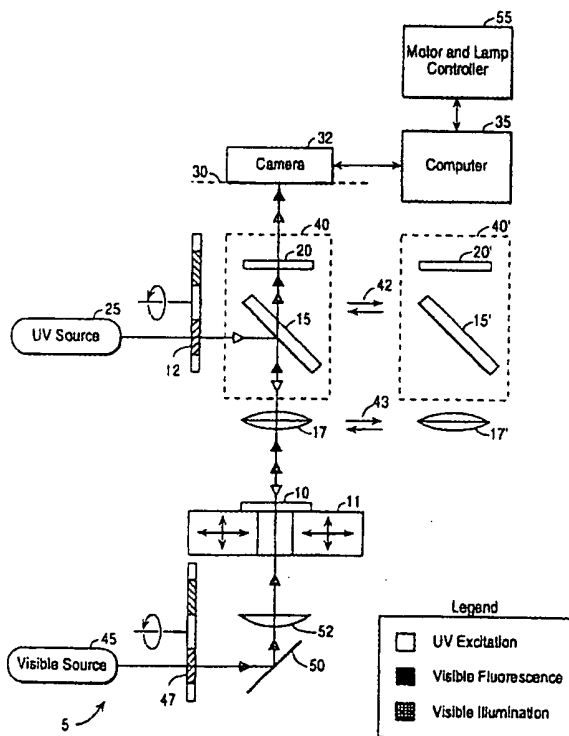 55
Motor and Lamp
Controller
35
Computer
32
Camera
30
40
40'
20
20'
42
15
15'
25
UV Source
12
43
17
17'
10
11
52
45
Visible Source
47
50
5
Legend
UV Excitation
Visible Fluorescence
Visible Illumination